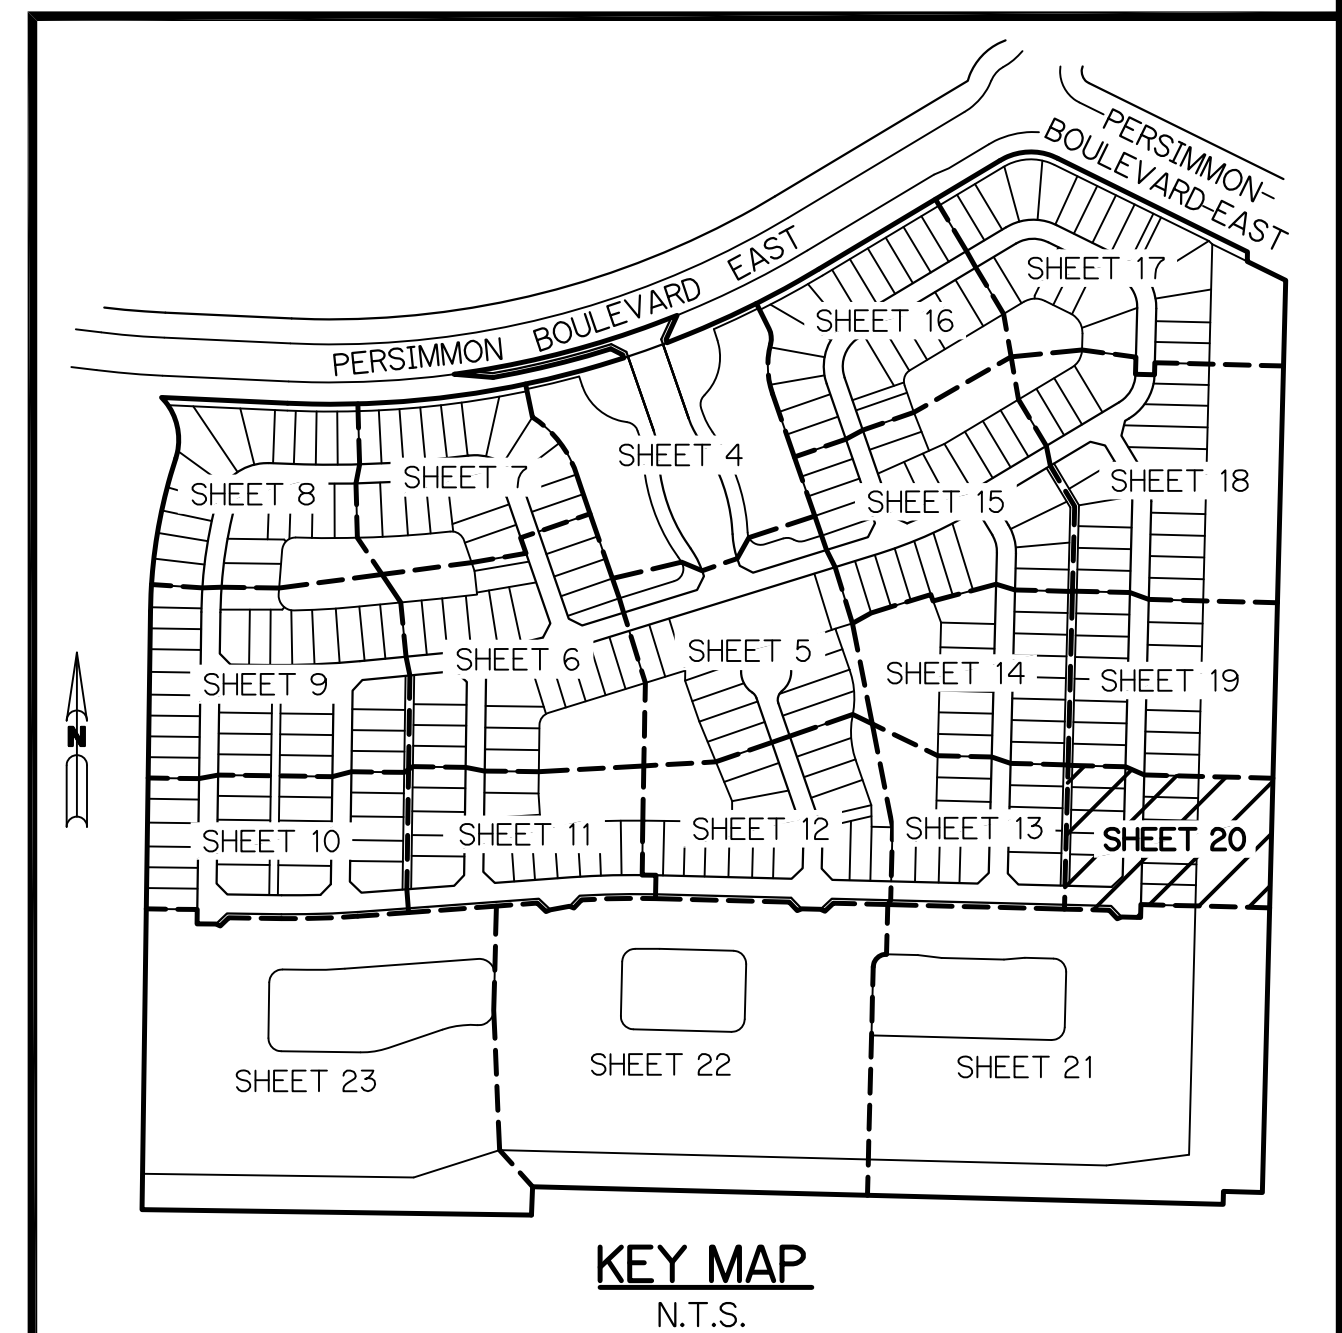 PERSIMMON-
BOULEVARD-EAST
PERSIMMON BOULEVARD EAST
SHEET 17
SHEET 16
SHEET 4
SHEET 7
SHEET 8
SHEET 15
SHEET 18
SHEET 6
SHEET 5
SHEET 9
SHEET 14
SHEET 19
N
SHEET 10
SHEET 11
SHEET 12
SHEET 13
SHEET 20
SHEET 23
SHEET 22
SHEET 21
KEY MAP
N.T.S.